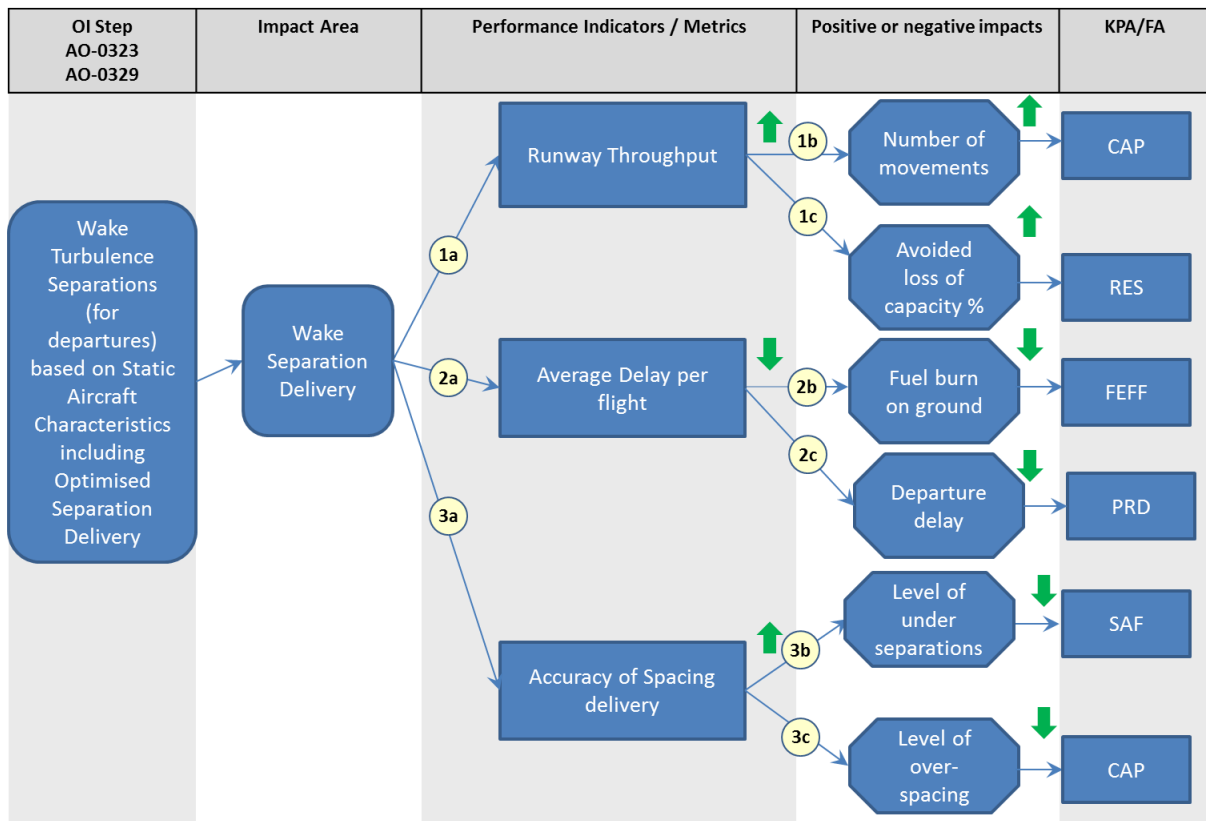 OI Step
AO-0323
AO-0329
Impact Area
Performance Indicators / Metrics
Positive or negative impacts
KPA/FA
Wake
Turbulence
Separations
(for
departures)
based on Static
Aircraft
Characteristics
including
Optimised
Separation
Delivery
Wake
Separation
Delivery
1a
2a
3a
Runway Throughput
1b
1c
Number of
movements
CAP
Avoided
loss of
capacity %
RES
Average Delay per
flight
2b
2c
Fuel burn
on ground
FEFF
Departure
delay
PRD
Accuracy of Spacing
delivery
3b
3c
Level of
under
separations
SAF
Level of
over-
spacing
CAP